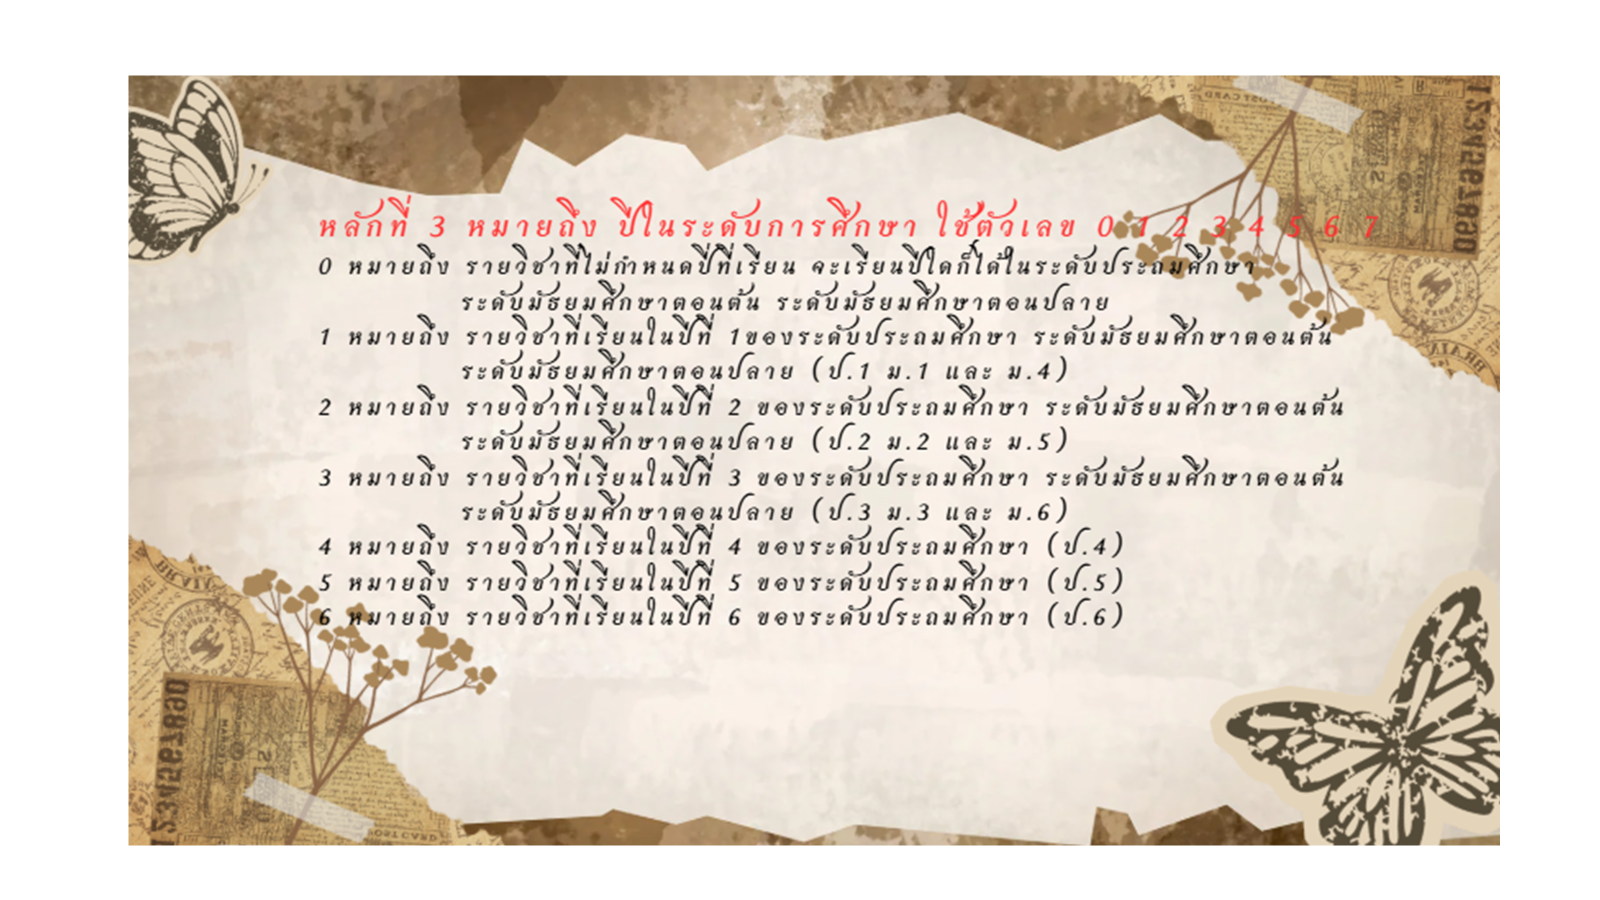 หลักที่ 3 หมายถึง ปีในระดับการศึกษา ใช้ตัวเลข 0 1 2 3 4 5 6 7
0 หมายถึง รายวิชาที่ไม่กำหนดปีที่เรียน จะเรียนปีใดก็ได้ในระดับประถมศึกษา
ระดับมัธยมศึกษาตอนต้น ระดับมัธยมศึกษาตอนปลาย
1 หมายถึง รายวิชาที่เรียนในปีที่ 1ของระดับประถมศึกษา ระดับมัธยมศึกษาตอนต้น
ระดับมัธยมศึกษาตอนปลาย (ป.1 ม.1 และ ม.4)
2 หมายถึง รายวิชาที่เรียนในปีที่ 2 ของระดับประถมศึกษา ระดับมัธยมศึกษาตอนต้น
ระดับมัธยมศึกษาตอนปลาย (ป.2 ม.2 และ ม.5)
3 หมายถึง รายวิชาที่เรียนในปีที่ 3 ของระดับประถมศึกษา ระดับมัธยมศึกษาตอนต้น
ระดับมัธยมศึกษาตอนปลาย (ป.3 ม.3 และ ม.6)
4 หมายถึง รายวิชาที่เรียนในปีที่ 4 ของระดับประถมศึกษา (ป.4)
5 หมายถึง รายวิชาที่เรียนในปีที่ 5 ของระดับประถมศึกษา (ป.5)
6 หมายถึง รายวิชาที่เรียนในปีที่ 6 ของระดับประถมศึกษา (ป.6)